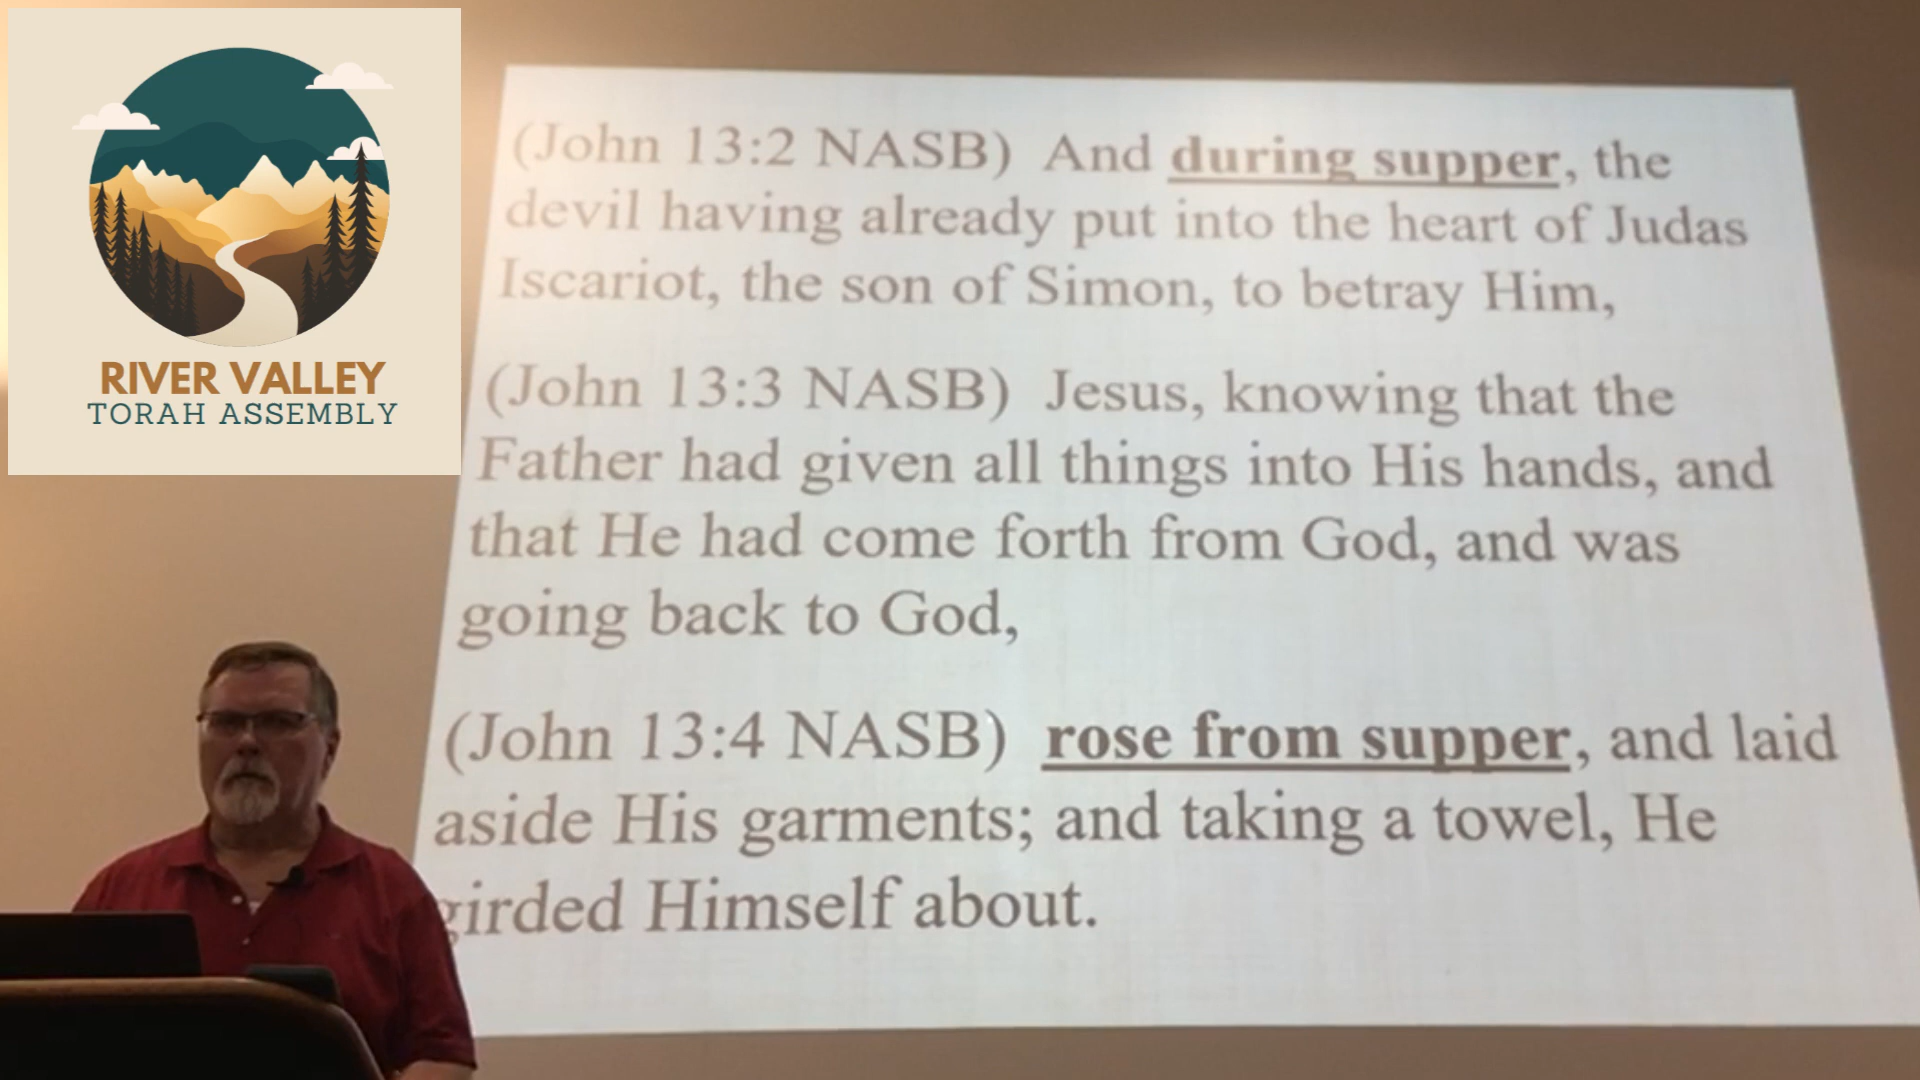 RIVER VALLEY
TORAH ASSEMBLY
(John 13:2 NASB) And during supper, the
devil having already put into the heart of Judas
Iscariot, the son of Simon, to betray Him,
(John 13:3 NASB) Jesus, knowing that the
Father had given all things into His hands, and
that He had come forth from God, and was
going back to God,
(John 13:4 NASB) rose from supper, and laid
aside His garments; and taking a towel, He
girded Himself about.